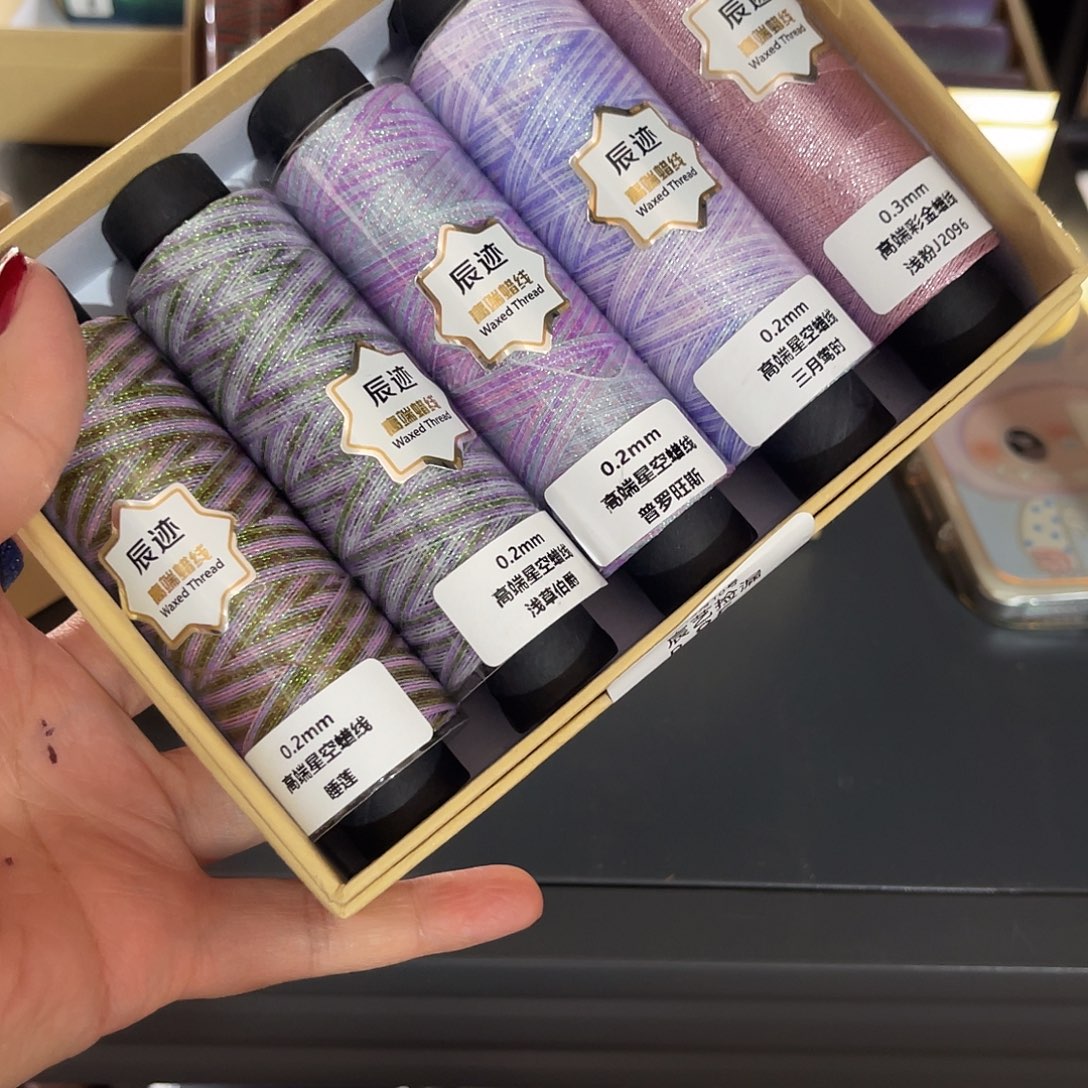 辰迹
高端蜡线
Waxed Thread
0.2mm
高端星空蜡线
睡莲
辰迹
高端蜡线
Waxed Thread
0.2mm
高端星空蜡线
浅草伯爵
辰迹
高端蜡线
Waxed Thread
0.2mm
高端星空蜡线
普罗旺斯
辰迹
高端蜡线
Waxed Thread
0.2mm
高端星空蜡线
三月莺时
辰迹
高端蜡线
Waxed Thread
0.3mm
高端彩金蜡线
浅粉J2096